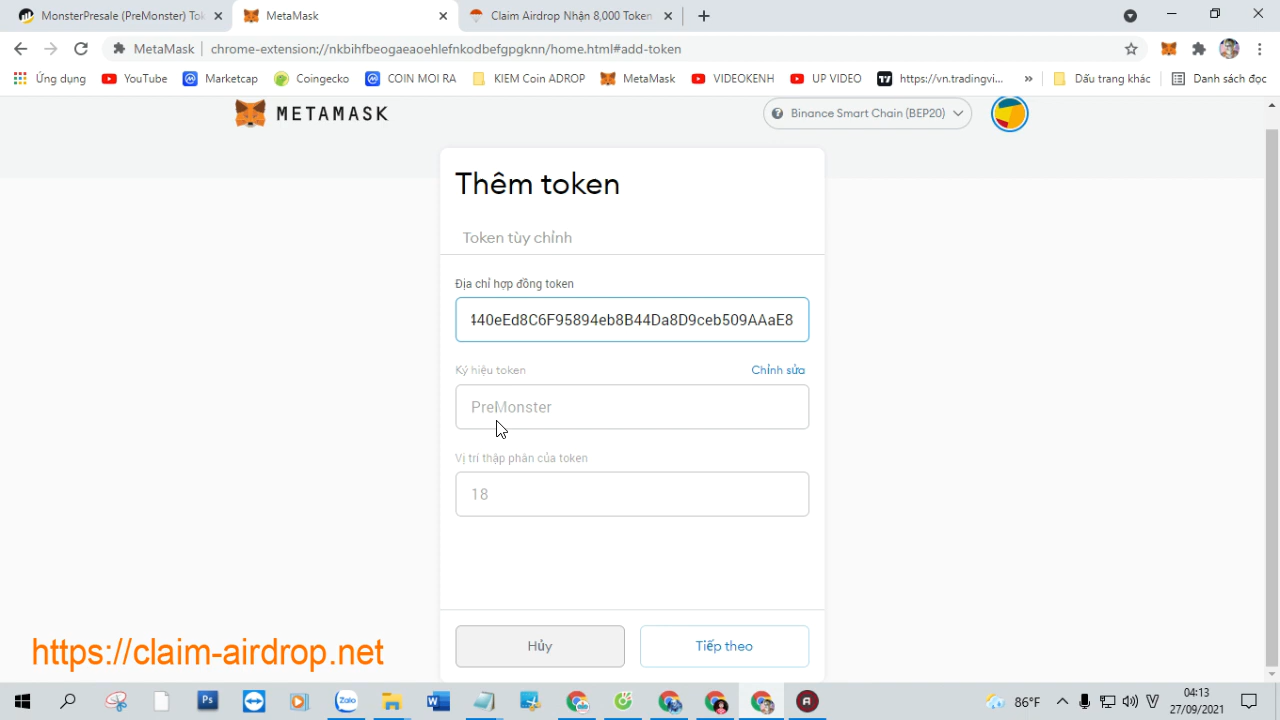 MonsterPresale (PreMonster) Tok
MetaMask
Claim Airdrop Nhận 8,000 Token
MetaMask | chrome-extension://nkbihfbeogaeaoehlefnkodbefgpgknn/home.html#add-token
Ứng dụng YouTube Marketcap Coingecko COIN MOI RA KIEM Coin ADROP MetaMask VIDEOKENH UP VIDEO https://vn.tradingvi... » Dấu trang khác Danh sách đọc
METAMASK
Binance Smart Chain (BEP20)
Thêm token
Token tùy chỉnh
Địa chỉ hợp đồng token
440eEd8C6F95894eb8B44Da8D9ceb509AAaE8
Ký hiệu token Chỉnh sửa
PreMonster
Vị trí thập phân của token
18
Hủy Tiếp theo
https://claim-airdrop.net
86°F
04:13
27/09/2021